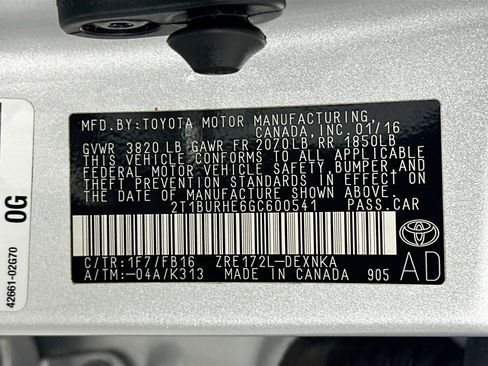 MFD.BY:TOYOTA MOTOR MANUFACTURING,
CANADA, INC. 01/16
GVWR 3820 LB GAWR FR 2070LB RR 1850LB
THIS VEHICLE CONFORMS TO ALL APPLICABLE
FEDERAL MOTOR VEHICLE SAFETY, BUMPER, AND
THEFT PREVENTION STANDARDS IN EFFECT ON
THE DATE OF MANUFACTURE SHOWN ABOVE.
2T1BURHE6GC600541 PASS.CAR
C/TR:1F7/FB16 ZRE172L-DEXNKA
A/TM:-04A/K313 MADE IN CANADA 905
AD
TOYOTA
0G
42661-02G70